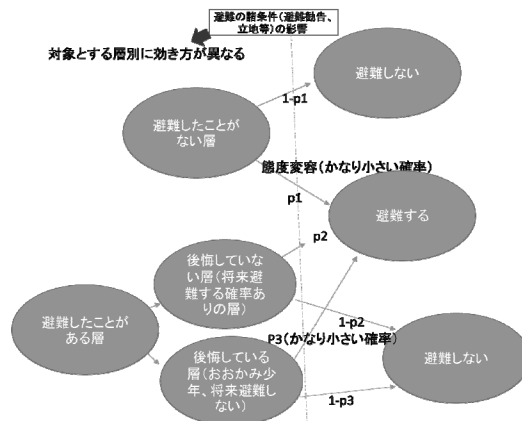 避難の諸条件(避難勧告、
立地等)の影響
対象とする層別に効き方が異なる
避難しない
1-p1
避難したことが
ない層
態度変容(かなり小さい確率)
p1
避難する
p2
後悔していな
い層(将来避
難する確率あ
りの層)
避難したことが
ある層
1-p2
P3(かなり小さい確率)
避難しない
後悔している
層(おおかみ少
年、将来避難し
ない)
1-p3